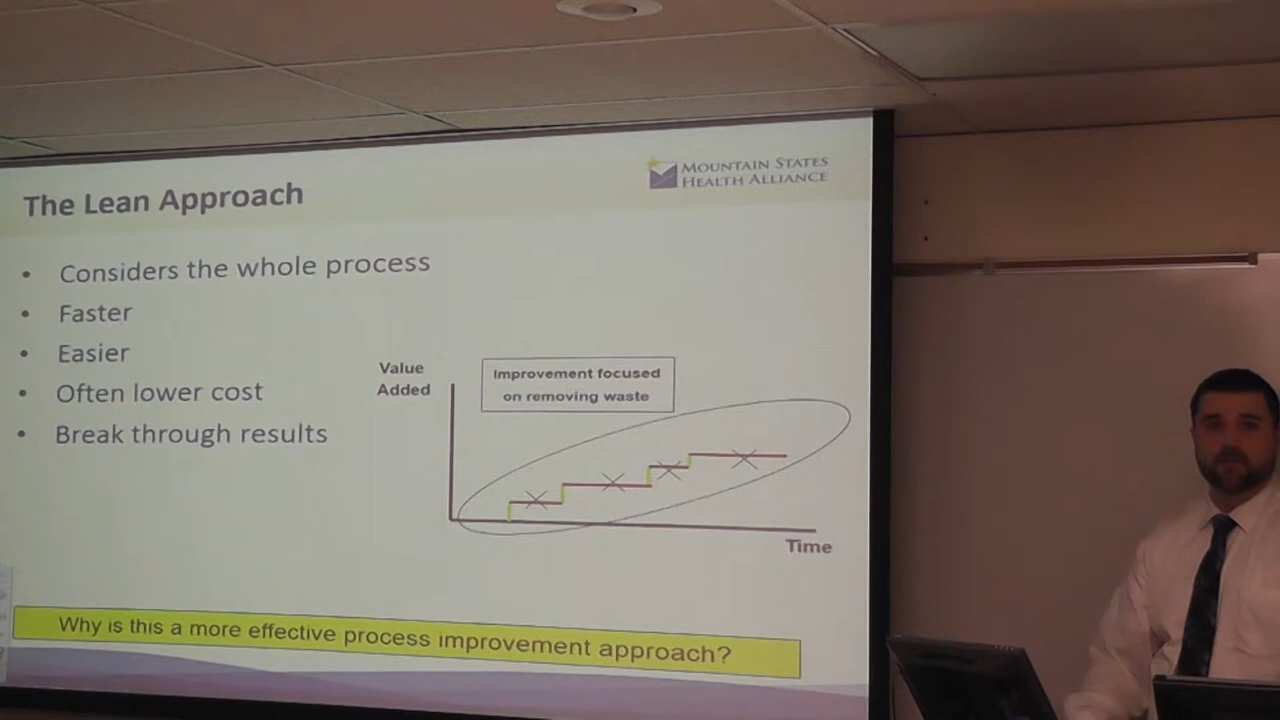 The Lean Approach
MOUNTAIN STATES
HEALTH ALLIANCE
• Considers the whole process
• Faster
• Easier
• Often lower cost
• Break through results
Value
Added
Improvement focused
on removing waste
Time
Why is this a more effective process improvement approach?